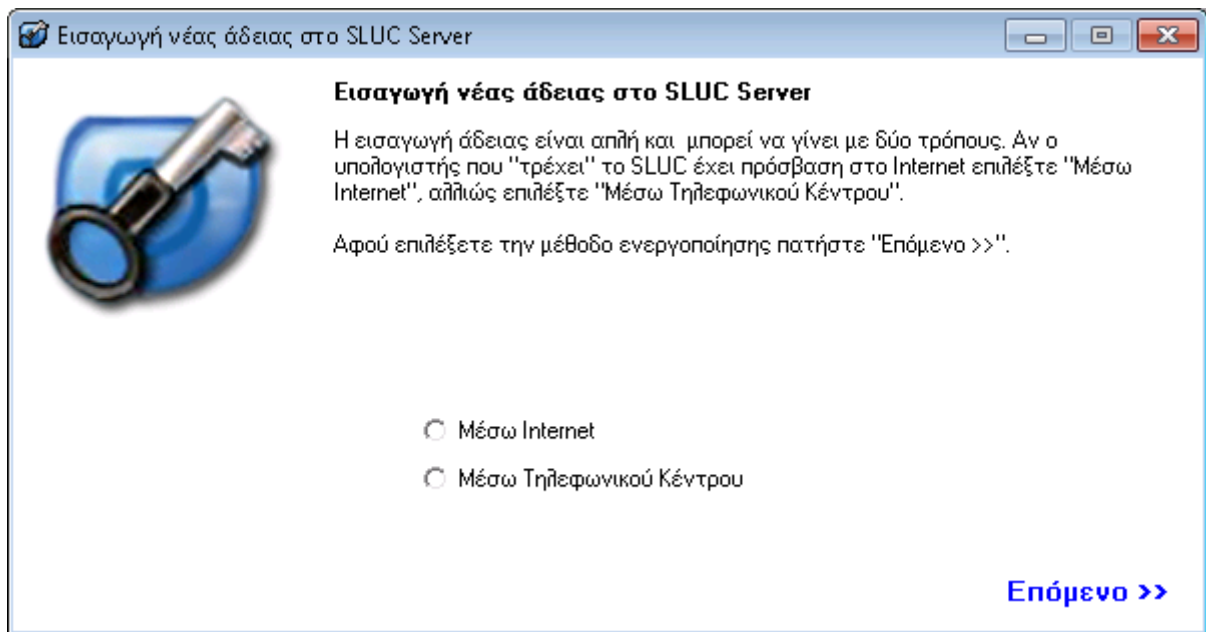 Εισαγωγή νέας άδειας στο SLUC Server
Εισαγωγή νέας άδειας στο SLUC Server
Η εισαγωγή άδειας είναι απλή και  μπορεί να γίνει με δύο τρόπους. Αν ο
υπολογιστής που "τρέχει" το SLUC έχει πρόσβαση στο Internet επιλέξτε "Μέσω
Internet", αλλιώς επιλέξτε "Μέσω Τηλεφωνικού Κέντρου".
Αφού επιλέξετε την μέθοδο ενεργοποίησης πατήστε "Επόμενο >>".
Μέσω Internet
Μέσω Τηλεφωνικού Κέντρου
Επόμενο >>